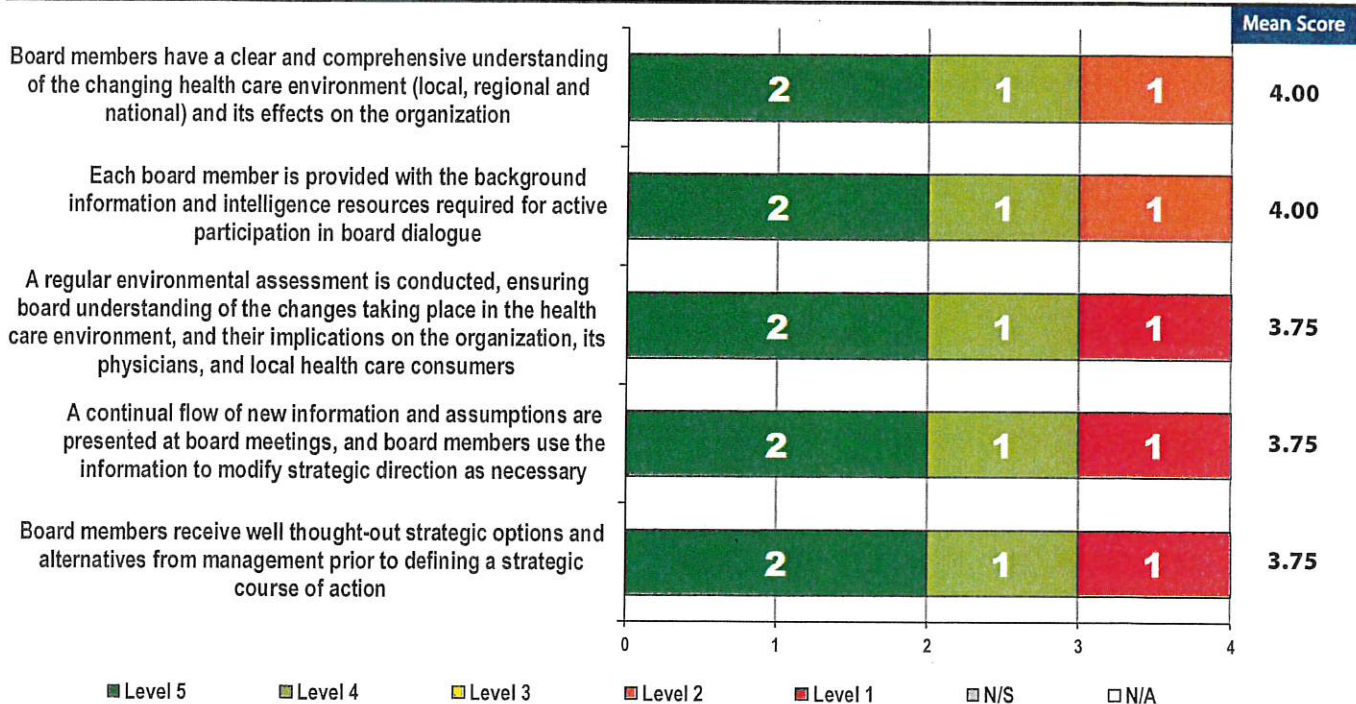 Mean Score
Board members have a clear and comprehensive understanding
of the changing health care environment (local, regional and
national) and its effects on the organization
2 1 1 4.00
Each board member is provided with the background
information and intelligence resources required for active
participation in board dialogue
2 1 1 4.00
A regular environmental assessment is conducted, ensuring
board understanding of the changes taking place in the health
care environment, and their implications on the organization, its
physicians, and local health care consumers
2 1 1 3.75
A continual flow of new information and assumptions are
presented at board meetings, and board members use the
information to modify strategic direction as necessary
2 1 1 3.75
Board members receive well thought-out strategic options and
alternatives from management prior to defining a strategic
course of action
2 1 1 3.75
0 1 2 3 4
Level 5 Level 4 Level 3 Level 2 Level 1 N/S N/A